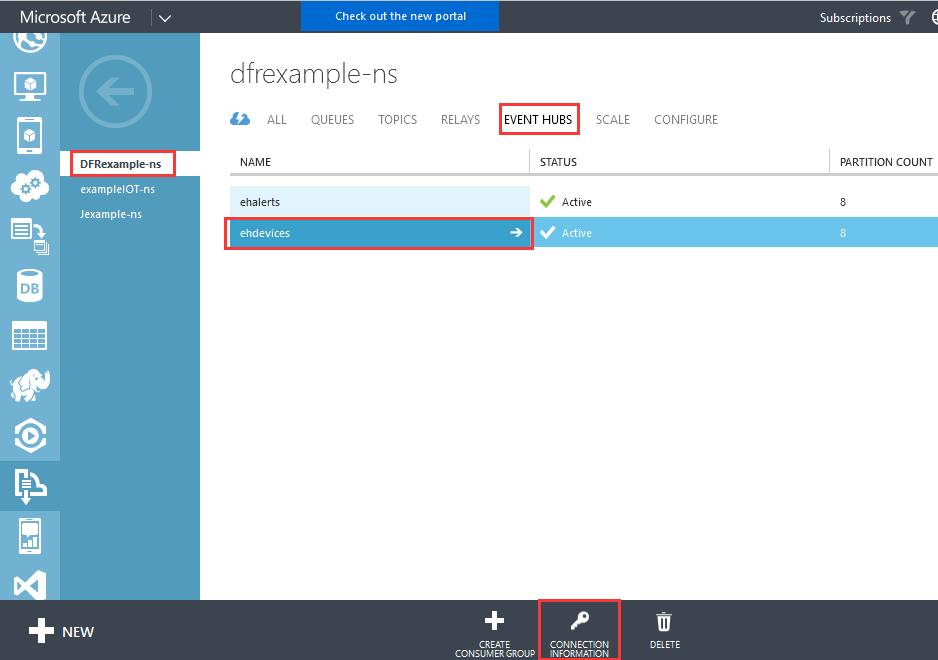 Microsoft Azure
Check out the new portal
Subscriptions
DFRexample-ns
exampleIOT-ns
Jexample-ns
DB
dfrexample-ns
ALL QUEUES TOPICS RELAYS EVENT HUBS SCALE CONFIGURE
NAME STATUS PARTITION COUNT
ehalerts Active 8
ehdevices Active 8
NEW
CREATE
CONSUMER GROUP
CONNECTION
INFORMATION
DELETE